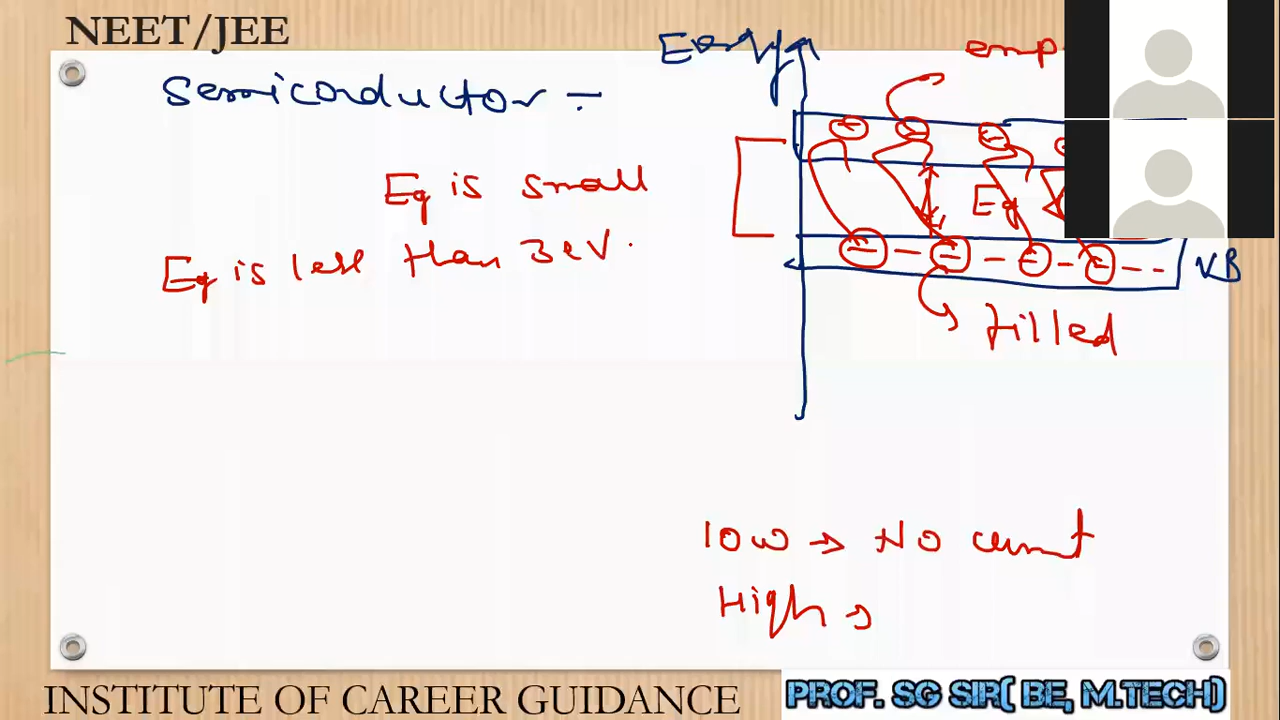 NEET/JEE
Energy
emp
Semiconductor :-
Eg is small
Eg
Eg is less than 3eV.
VB
filled
low → No current
High →
INSTITUTE OF CAREER GUIDANCE
PROF. SG SIR( BE, M.TECH)